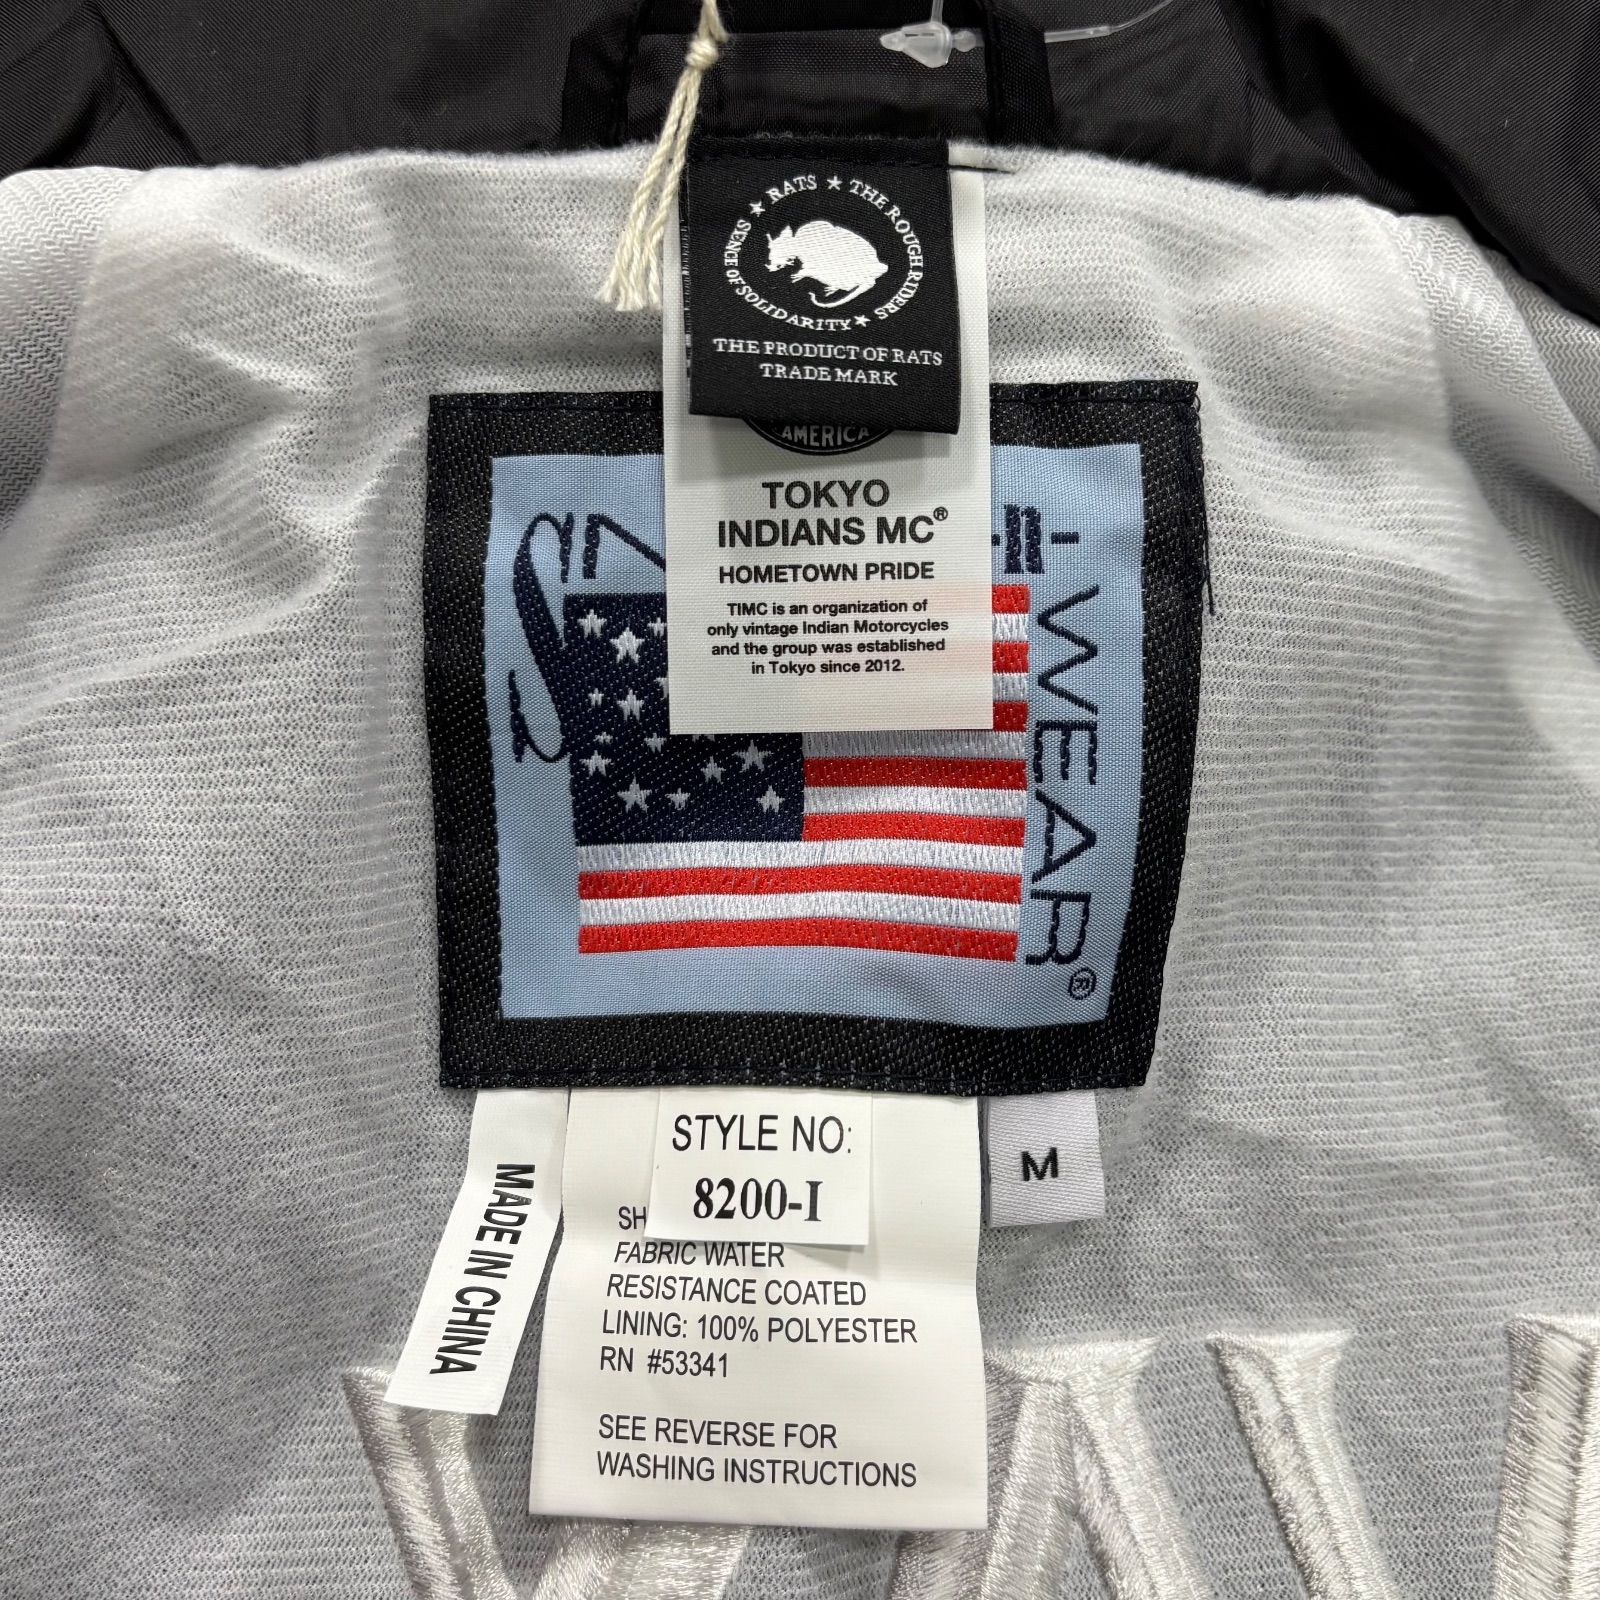 RATS ★ THE ROUGH RIDERS
★ SENCE OF SOLIDARITY ★
THE PRODUCT OF RATS
TRADE MARK
AMERICA
TOKYO
INDIANS MC®
HOMETOWN PRIDE
TIMC is an organization of
only vintage Indian Motorcycles
and the group was established
in Tokyo since 2012.
WEAR®
MADE IN CHINA
STYLE NO:
8200-I
M
FABRIC WATER
RESISTANCE COATED
LINING: 100% POLYESTER
RN #53341
SEE REVERSE FOR
WASHING INSTRUCTIONS